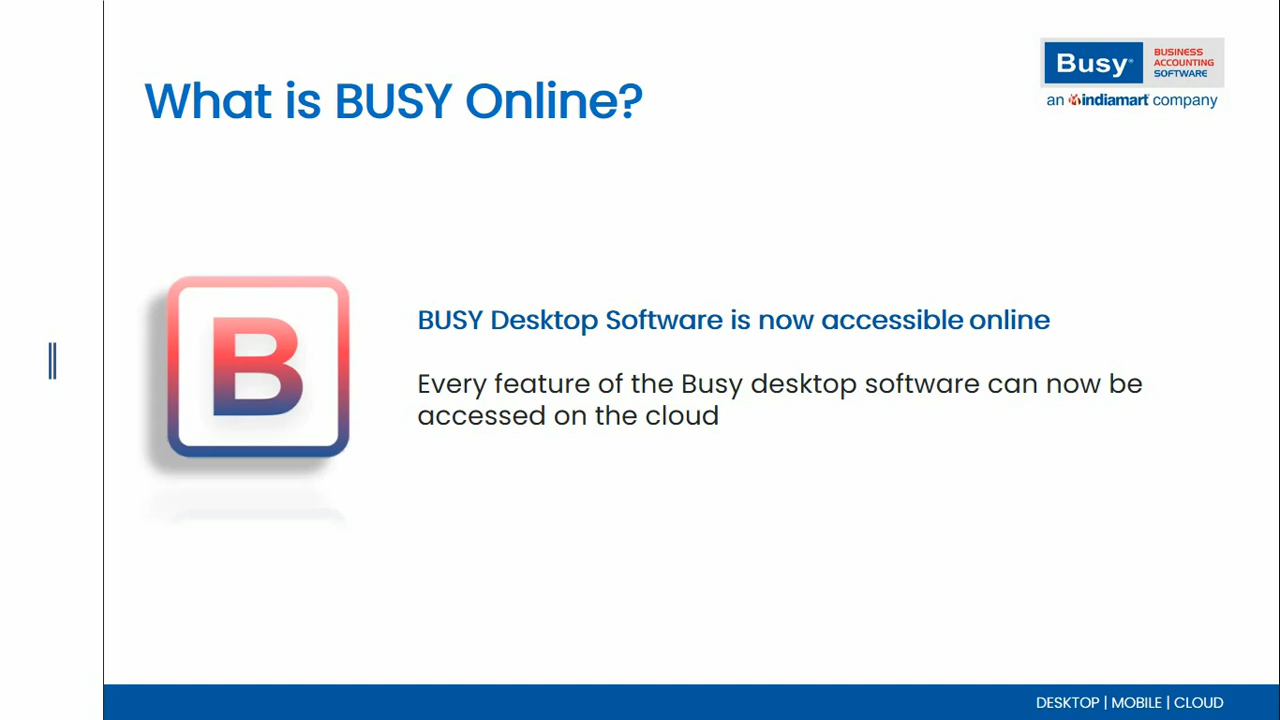 What is BUSY Online?
Busy®
BUSINESS
ACCOUNTING
SOFTWARE
an indiamart company
B
BUSY Desktop Software is now accessible online
Every feature of the Busy desktop software can now be
accessed on the cloud
DESKTOP | MOBILE | CLOUD